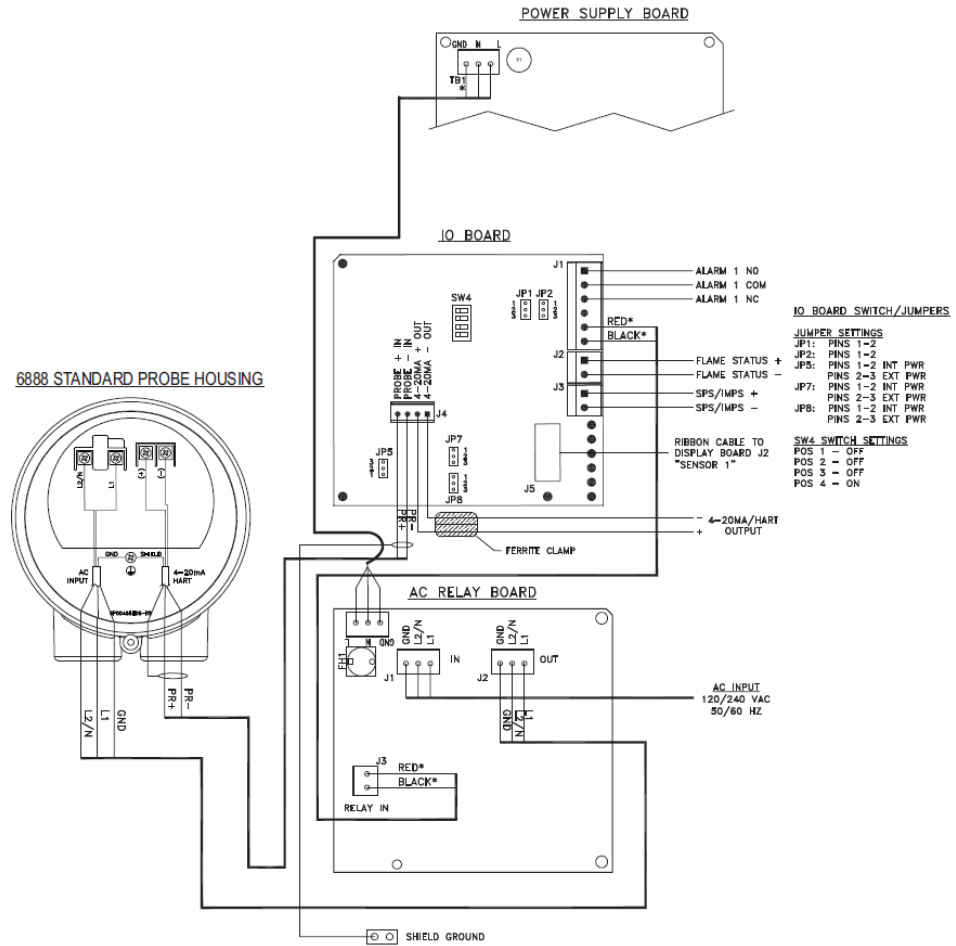 POWER SUPPLY BOARD
GND N L
TB1
*
IO BOARD
J1
ALARM 1 NO
ALARM 1 COM
ALARM 1 NC
SW4
JP1 JP2
RED*
BLACK*
J2
FLAME STATUS +
FLAME STATUS -
J3
SPS/IMPS +
SPS/IMPS -
PROBE + IN
PROBE - IN
4-20MA + OUT
4-20MA - OUT
J4
JP5
JP7
JP8
J5
RIBBON CABLE TO
DISPLAY BOARD J2
"SENSOR 1"
IO BOARD SWITCH/JUMPERS
JUMPER SETTINGS
JP1: PINS 1-2
JP2: PINS 1-2
JP5: PINS 1-2 INT PWR
PINS 2-3 EXT PWR
JP7: PINS 1-2 INT PWR
PINS 2-3 EXT PWR
JP8: PINS 1-2 INT PWR
PINS 2-3 EXT PWR
SW4 SWITCH SETTINGS
POS 1 - OFF
POS 2 - OFF
POS 3 - OFF
POS 4 - ON
PR+
PR-
- 4-20MA/HART
+ OUTPUT
FERRITE CLAMP
6888 STANDARD PROBE HOUSING
L2/N
L1
(+)
(-)
GND
SHIELD
AC
INPUT
4-20mA
HART
L2/N
L1
GND
PR+
PR-
AC RELAY BOARD
L N GND
FH1
GND
L2/N
L1
IN
J1
GND
L2/N
L1
OUT
J2
GND
L2/N
L1
AC INPUT
120/240 VAC
50/60 HZ
J3
RED*
BLACK*
RELAY IN
SHIELD GROUND